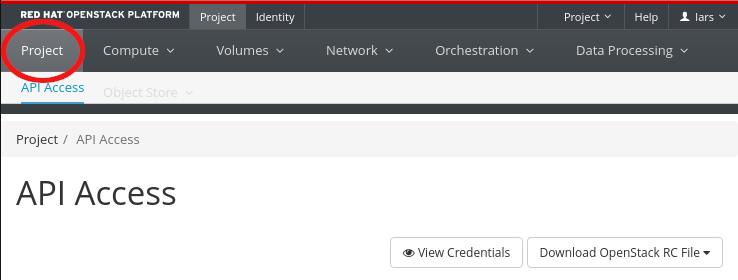 RED HAT OPENSTACK PLATFORM Project Identity Project Help lars
Project Compute Volumes Network Orchestration Data Processing
API Access Object Store
Project / API Access
API Access
View Credentials Download OpenStack RC File